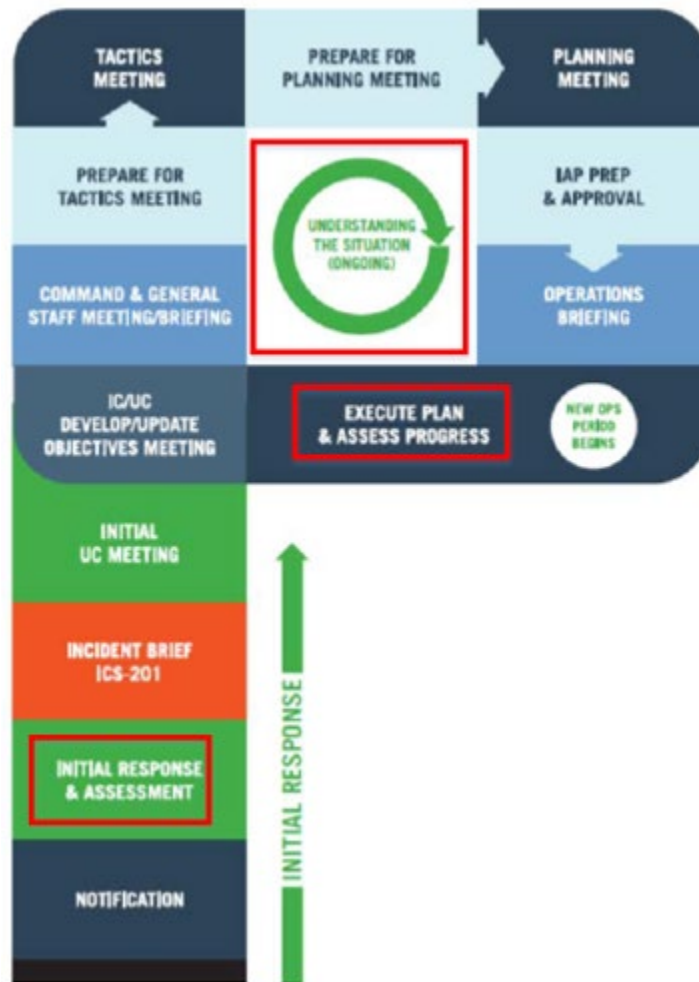 TACTICS
MEETING
PREPARE FOR
PLANNING MEETING
PLANNING
MEETING
PREPARE FOR
TACTICS MEETING
UNDERSTANDING
THE SITUATION
(ONGOING)
IAP PREP
& APPROVAL
COMMAND & GENERAL
STAFF MEETING/BRIEFING
OPERATIONS
BRIEFING
IC/UC
DEVELOP/UPDATE
OBJECTIVES MEETING
EXECUTE PLAN
& ASSESS PROGRESS
NEW OPS
PERIOD
BEGINS
INITIAL
UC MEETING
INCIDENT BRIEF
ICS-201
INITIAL RESPONSE
& ASSESSMENT
NOTIFICATION
INITIAL RESPONSE